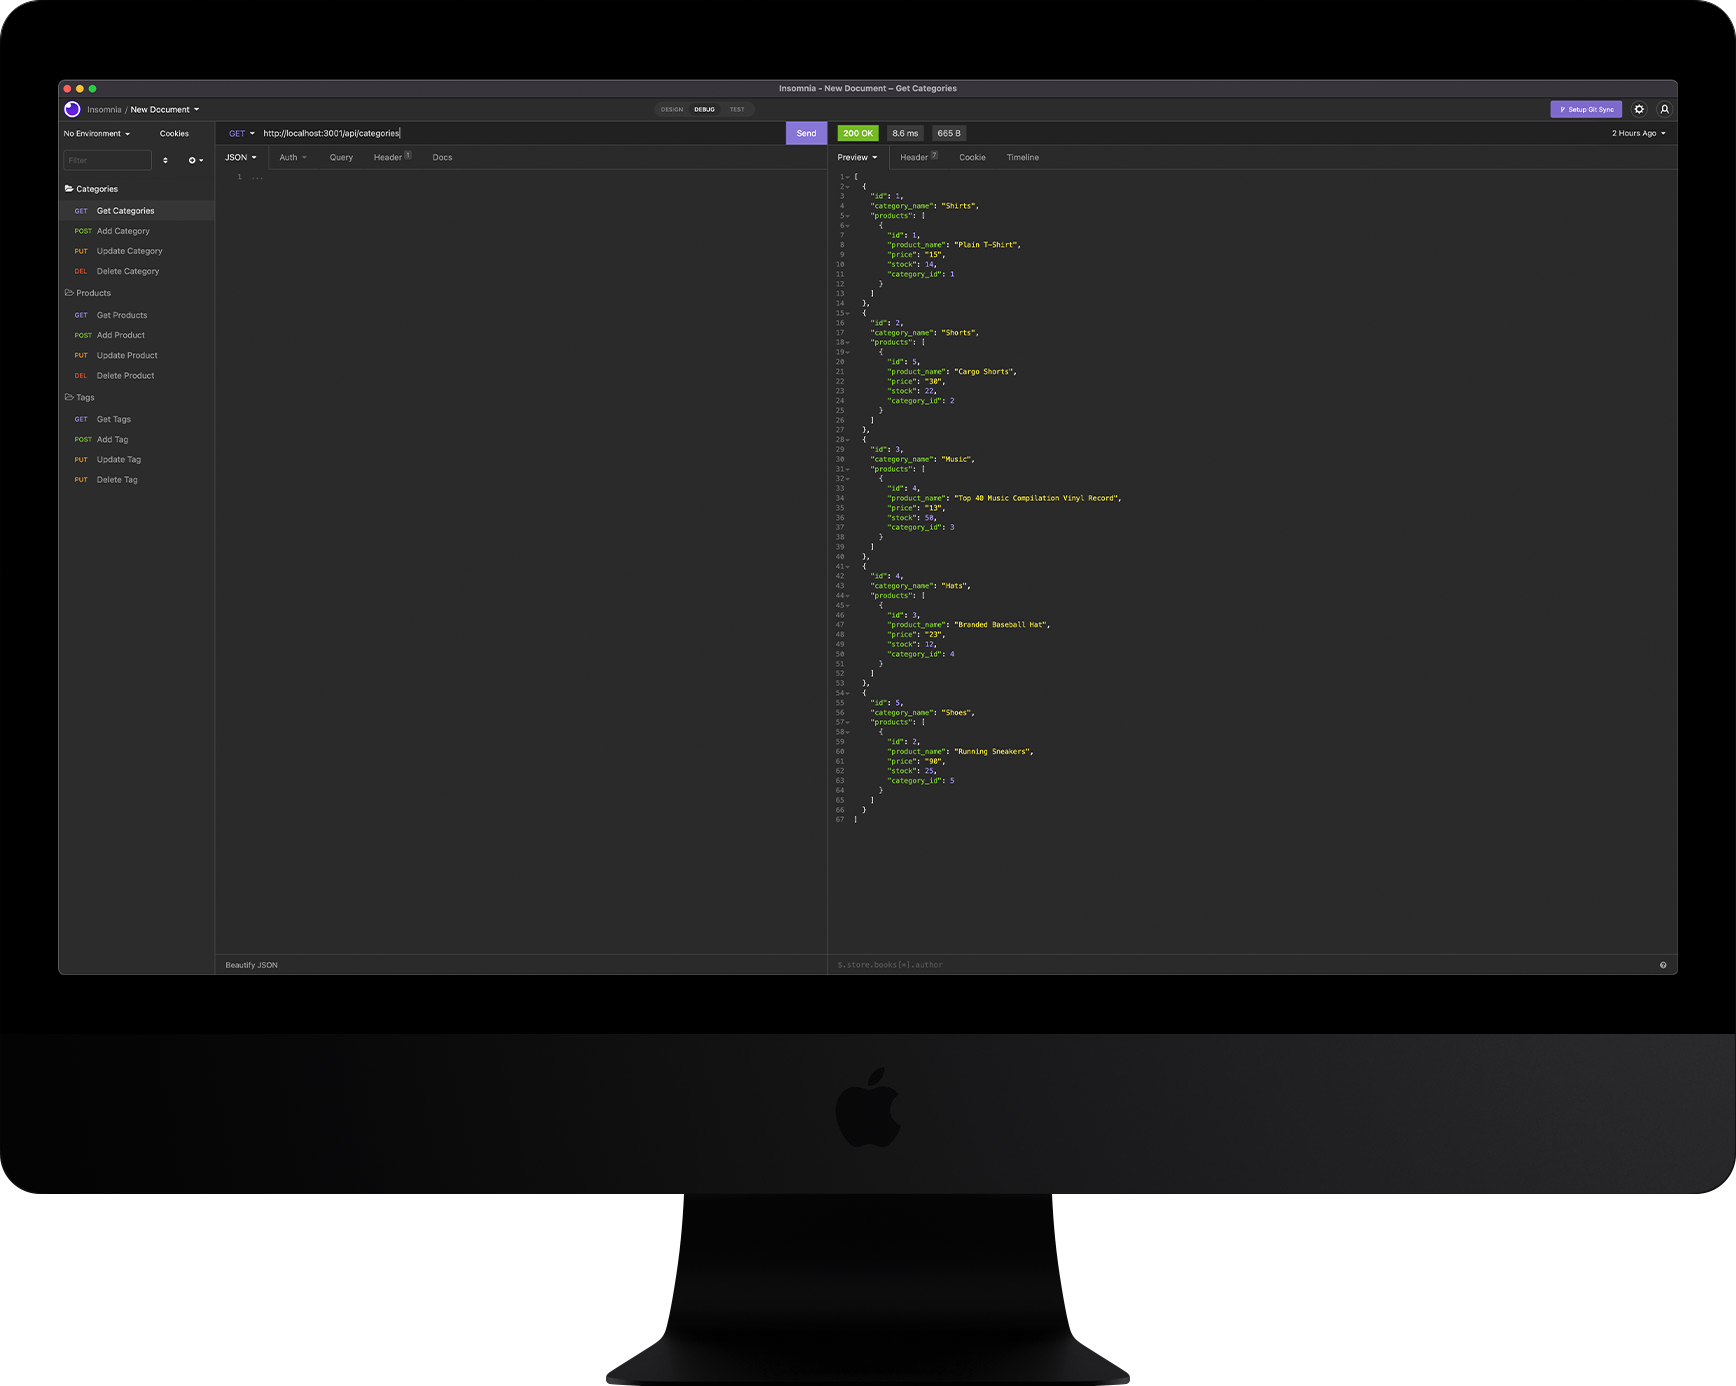 Insomnia - New Document – Get Categories
Insomnia / New Document
DESIGN DEBUG TEST
Setup Git Sync
No Environment Cookies
GET http://localhost:3001/api/categories
Send
200 OK 8.6 ms 665 B
2 Hours Ago
Filter
JSON Auth Query Header 1 Docs
Preview Header 7 Cookie Timeline
Categories
GET Get Categories
POST Add Category
PUT Update Category
DEL Delete Category
Products
GET Get Products
POST Add Product
PUT Update Product
DEL Delete Product
Tags
GET Get Tags
POST Add Tag
PUT Update Tag
PUT Delete Tag
1 ...
1 [
2 {
3 "id": 1,
4 "category_name": "Shirts",
5 "products": [
6 {
7 "id": 1,
8 "product_name": "Plain T-Shirt",
9 "price": "15",
10 "stock": 14,
11 "category_id": 1
12 }
13 ]
14 },
15 {
16 "id": 2,
17 "category_name": "Shorts",
18 "products": [
19 {
20 "id": 5,
21 "product_name": "Cargo Shorts",
22 "price": "30",
23 "stock": 22,
24 "category_id": 2
25 }
26 ]
27 },
28 {
29 "id": 3,
30 "category_name": "Music",
31 "products": [
32 {
33 "id": 4,
34 "product_name": "Top 40 Music Compilation Vinyl Record",
35 "price": "13",
36 "stock": 50,
37 "category_id": 3
38 }
39 ]
40 },
41 {
42 "id": 4,
43 "category_name": "Hats",
44 "products": [
45 {
46 "id": 3,
47 "product_name": "Branded Baseball Hat",
48 "price": "23",
49 "stock": 12,
50 "category_id": 4
51 }
52 ]
53 },
54 {
55 "id": 5,
56 "category_name": "Shoes",
57 "products": [
58 {
59 "id": 2,
60 "product_name": "Running Sneakers",
61 "price": "90",
62 "stock": 25,
63 "category_id": 5
64 }
65 ]
66 }
67 ]
Beautify JSON
$.store.books[*].author